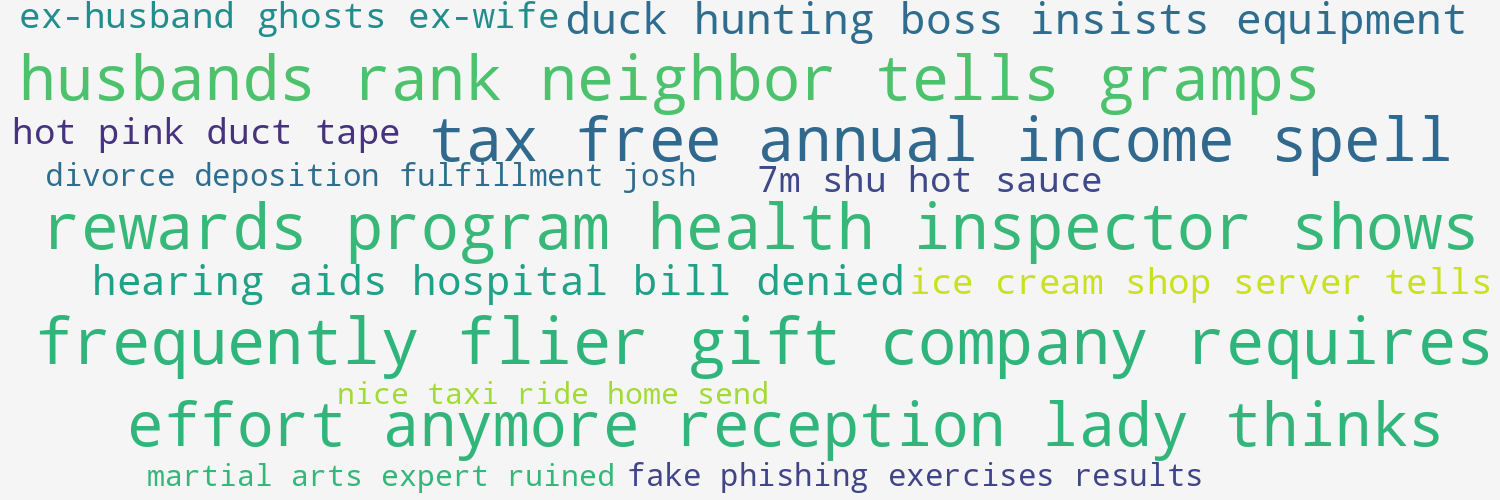 ex-husband ghosts ex-wife
duck hunting boss insists equipment
husbands rank neighbor tells gramps
hot pink duct tape
tax free annual income spell
divorce deposition fulfillment josh
7m shu hot sauce
rewards program health inspector shows
hearing aids hospital bill denied
ice cream shop server tells
frequently flier gift company requires
nice taxi ride home send
effort anymore reception lady thinks
martial arts expert ruined
fake phishing exercises results